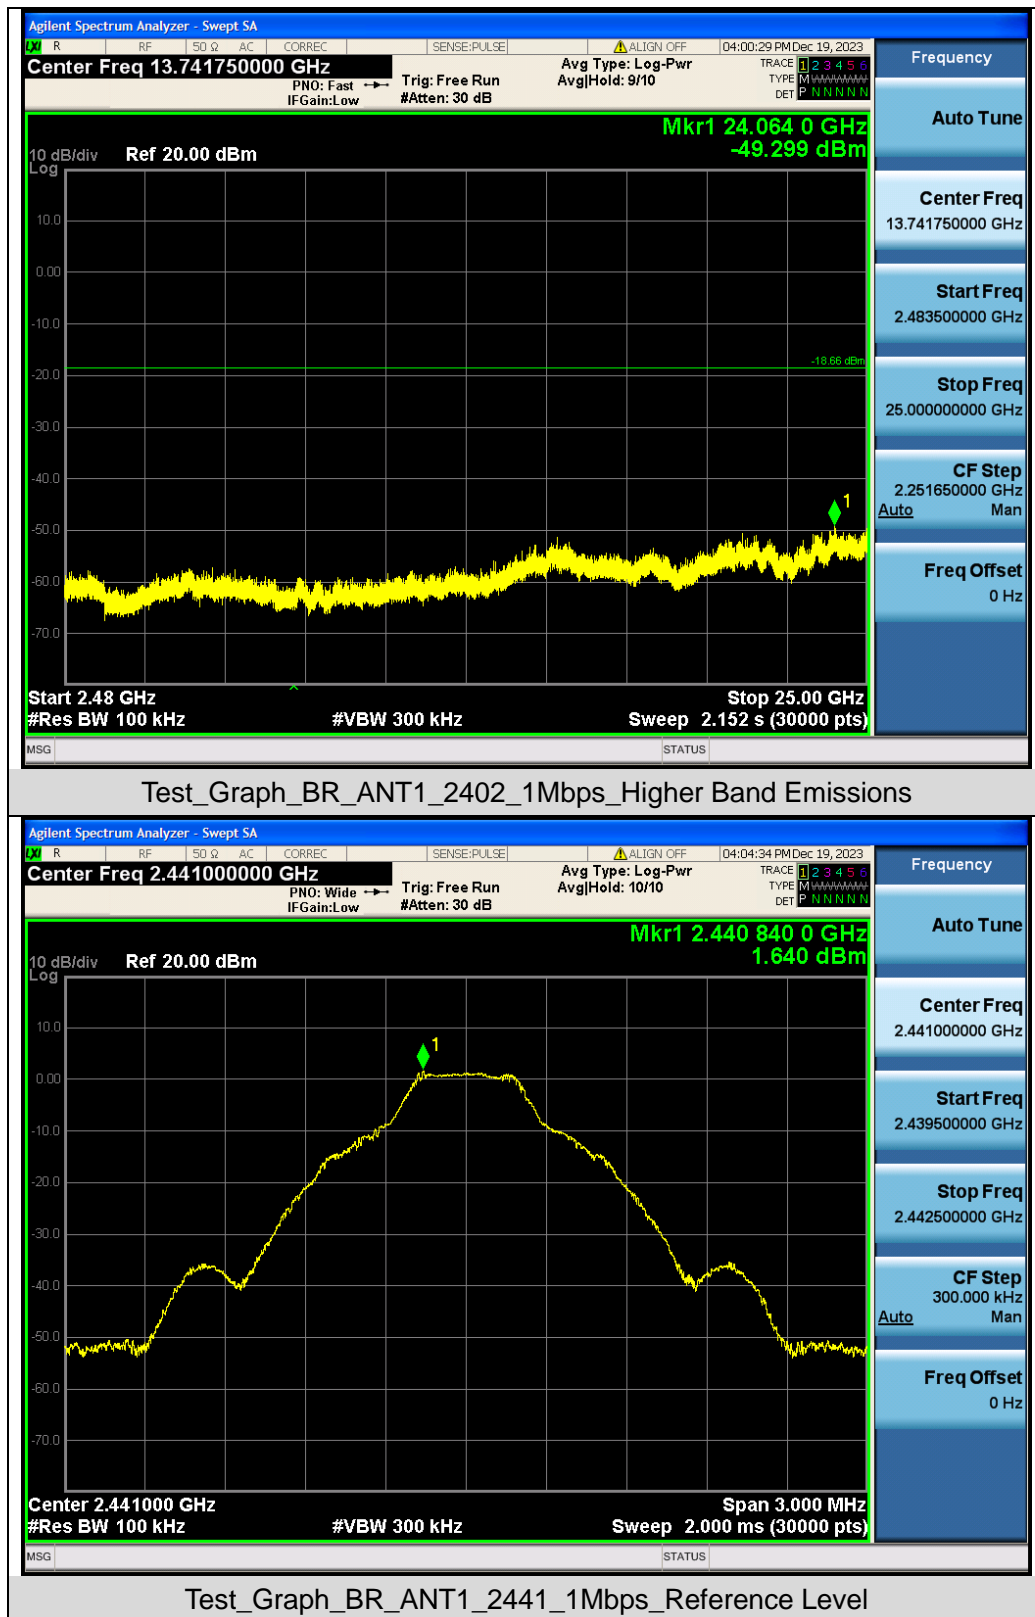 Agilent Spectrum Analyzer - Swept SA
LXI R RF 50 Ω AC CORREC SENSE:PULSE ALIGN OFF 04:00:29 PM Dec 19, 2023
Center Freq 13.741750000 GHz
PNO: Fast
IFGain:Low
Trig: Free Run
#Atten: 30 dB
Avg Type: Log-Pwr
Avg|Hold: 9/10
TRACE 1 2 3 4 5 6
TYPE M
DET P N N N N N
Mkr1 24.064 0 GHz
-49.299 dBm
10 dB/div Ref 20.00 dBm
Log
10.0
0.00
-10.0
-18.66 dBm
-20.0
-30.0
-40.0
1
-50.0
-60.0
-70.0
Start 2.48 GHz Stop 25.00 GHz
#Res BW 100 kHz #VBW 300 kHz Sweep 2.152 s (30000 pts)
MSG STATUS
Frequency
Auto Tune
Center Freq
13.741750000 GHz
Start Freq
2.483500000 GHz
Stop Freq
25.000000000 GHz
CF Step
2.251650000 GHz
Auto Man
Freq Offset
0 Hz
Test_Graph_BR_ANT1_2402_1Mbps_Higher Band Emissions
Agilent Spectrum Analyzer - Swept SA
LXI R RF 50 Ω AC CORREC SENSE:PULSE ALIGN OFF 04:04:34 PM Dec 19, 2023
Center Freq 2.441000000 GHz
PNO: Wide
IFGain:Low
Trig: Free Run
#Atten: 30 dB
Avg Type: Log-Pwr
Avg|Hold: 10/10
TRACE 1 2 3 4 5 6
TYPE M
DET P N N N N N
Mkr1 2.440 840 0 GHz
1.640 dBm
10 dB/div Ref 20.00 dBm
Log
10.0
1
0.00
-10.0
-20.0
-30.0
-40.0
-50.0
-60.0
-70.0
Center 2.441000 GHz Span 3.000 MHz
#Res BW 100 kHz #VBW 300 kHz Sweep 2.000 ms (30000 pts)
MSG STATUS
Frequency
Auto Tune
Center Freq
2.441000000 GHz
Start Freq
2.439500000 GHz
Stop Freq
2.442500000 GHz
CF Step
300.000 kHz
Auto Man
Freq Offset
0 Hz
Test_Graph_BR_ANT1_2441_1Mbps_Reference Level